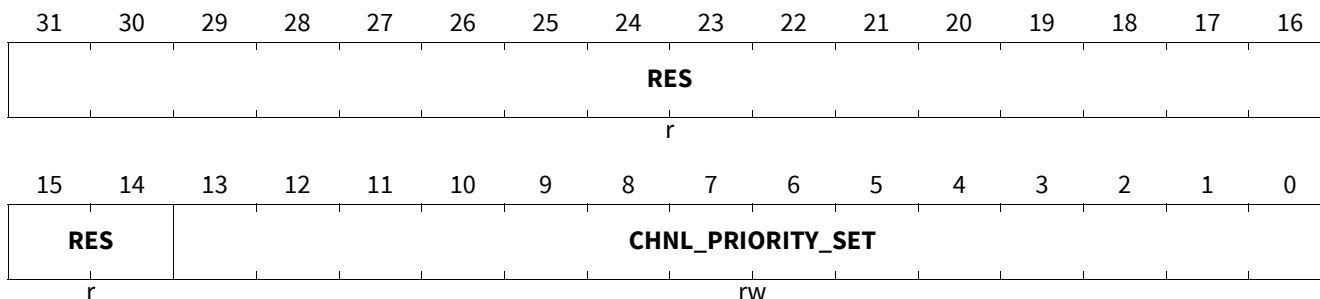 31 30 29 28 27 26 25 24 23 22 21 20 19 18 17 16
RES
r
15 14 13 12 11 10 9 8 7 6 5 4 3 2 1 0
RES CHNL_PRIORITY_SET
r rw